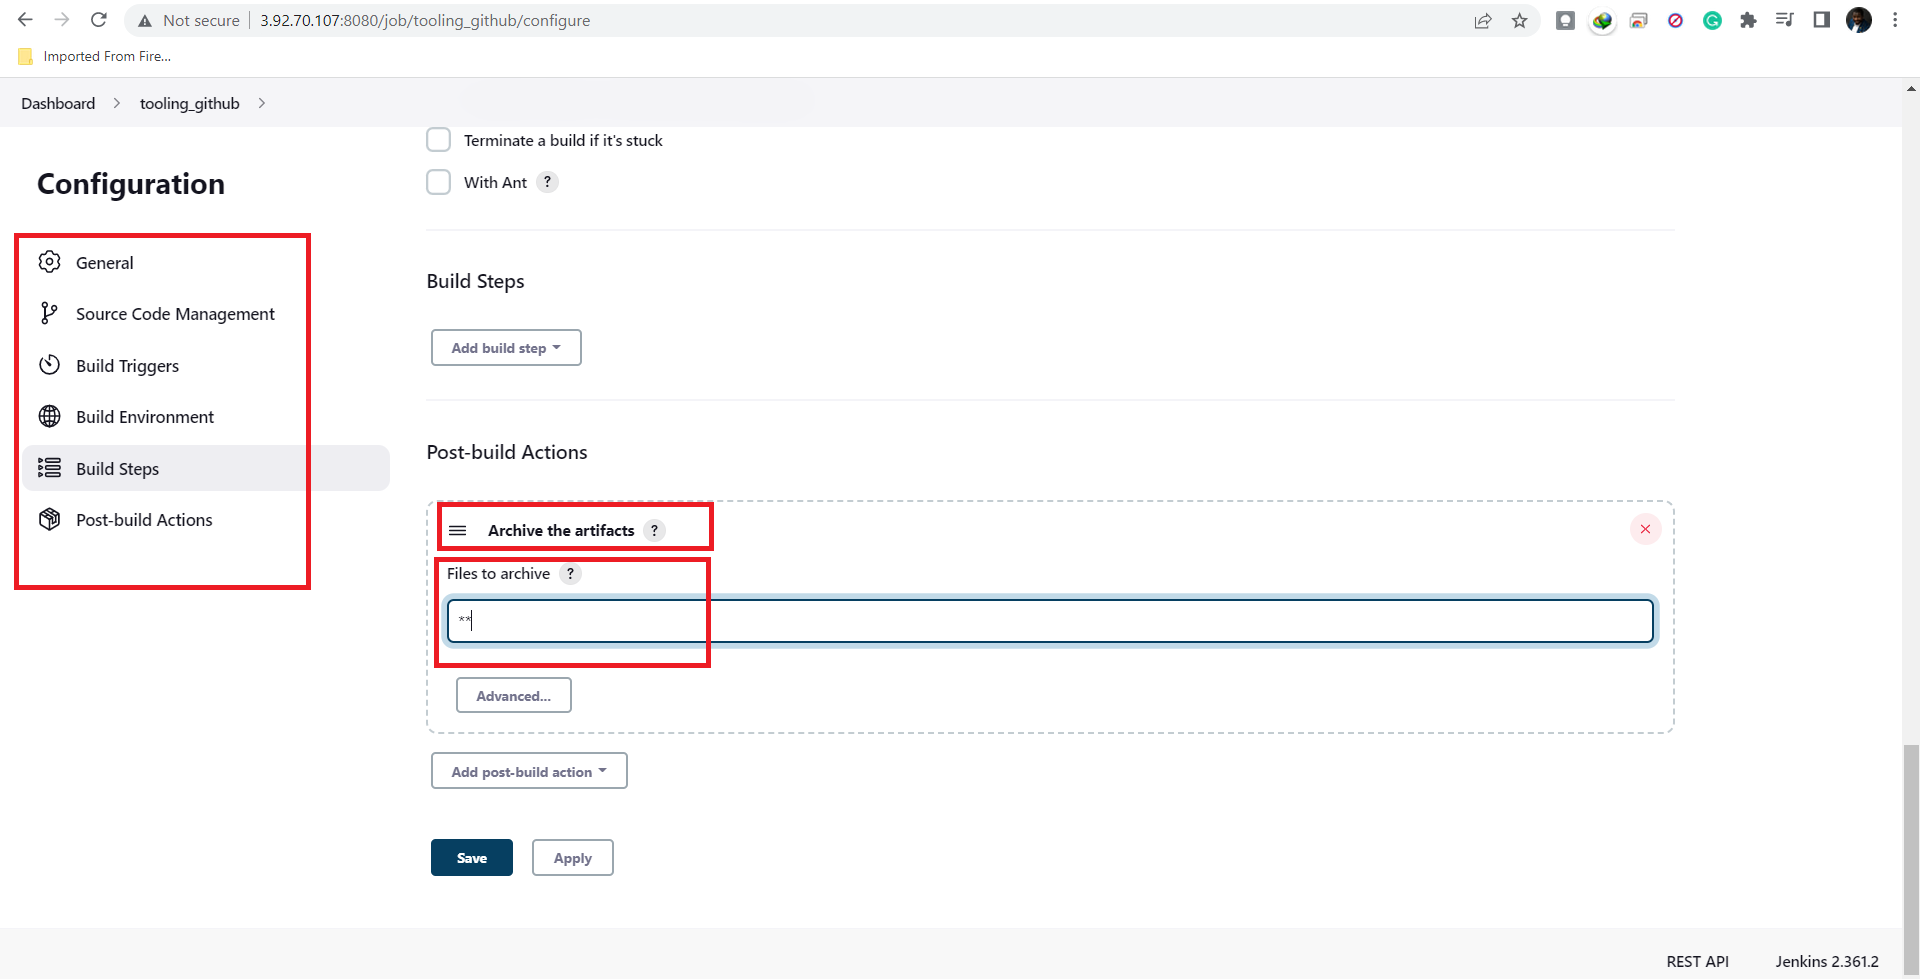 Not secure 3.92.70.107:8080/job/tooling_github/configure
Imported From Fire...
Dashboard tooling_github
Terminate a build if it's stuck
With Ant ?
Configuration
General
Source Code Management
Build Triggers
Build Environment
Build Steps
Post-build Actions
Build Steps
Add build step
Post-build Actions
Archive the artifacts ?
Files to archive ?
**
Advanced...
Add post-build action
Save Apply
REST API Jenkins 2.361.2